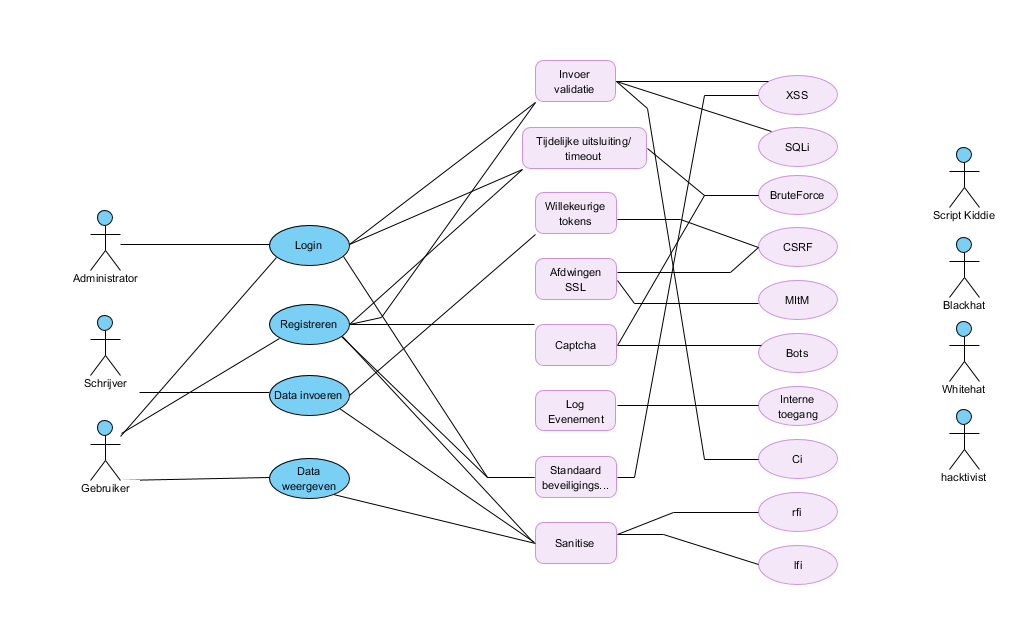 Administrator
Schrijver
Gebruiker
Login
Registreren
Data invoeren
Data
weergeven
Invoer
validatie
Tijdelijke uitsluiting/
timeout
Willekeurige
tokens
Afdwingen
SSL
Captcha
Log
Evenement
Standaard
beveiligings...
Sanitise
XSS
SQLi
BruteForce
CSRF
MItM
Bots
Interne
toegang
Ci
rfi
lfi
Script Kiddie
Blackhat
Whitehat
hacktivist